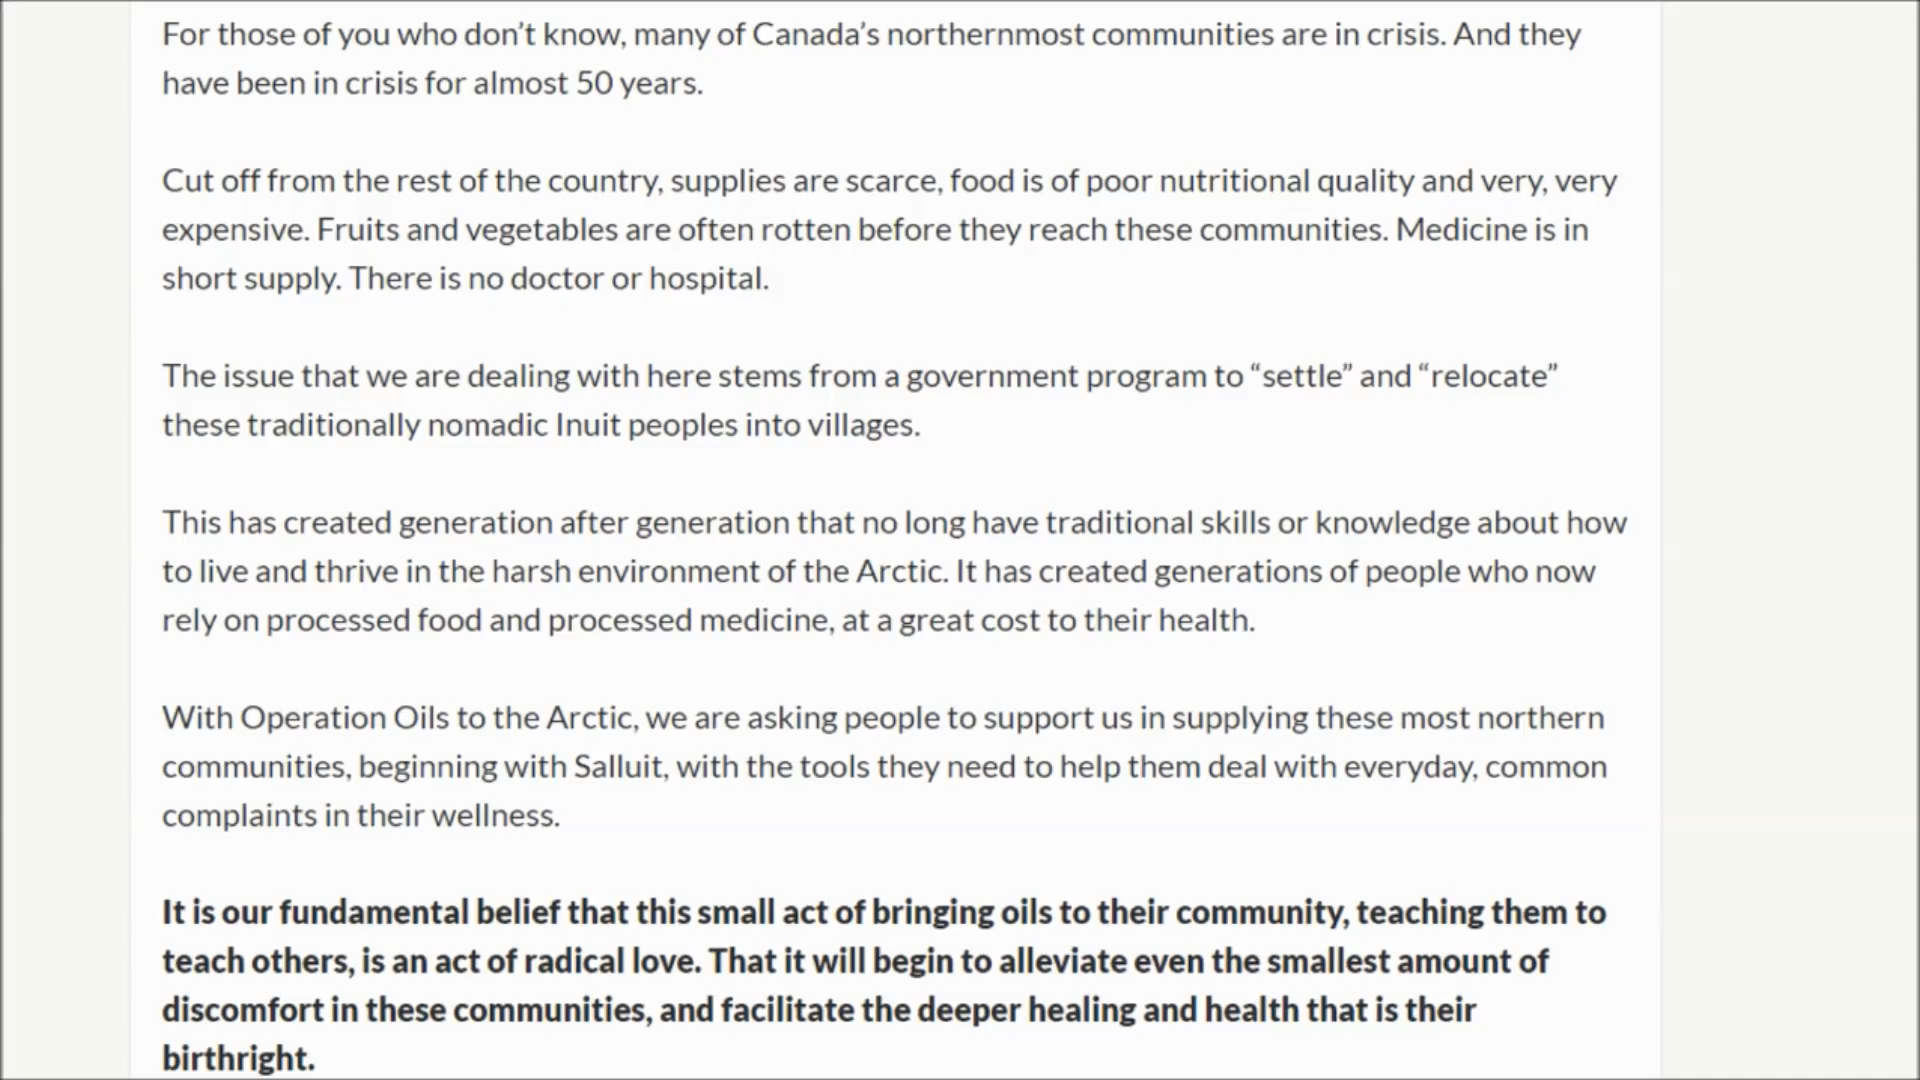 For those of you who don’t know, many of Canada’s northernmost communities are in crisis. And they
have been in crisis for almost 50 years.
Cut off from the rest of the country, supplies are scarce, food is of poor nutritional quality and very, very
expensive. Fruits and vegetables are often rotten before they reach these communities. Medicine is in
short supply. There is no doctor or hospital.
The issue that we are dealing with here stems from a government program to “settle” and “relocate”
these traditionally nomadic Inuit peoples into villages.
This has created generation after generation that no long have traditional skills or knowledge about how
to live and thrive in the harsh environment of the Arctic. It has created generations of people who now
rely on processed food and processed medicine, at a great cost to their health.
With Operation Oils to the Arctic, we are asking people to support us in supplying these most northern
communities, beginning with Salluit, with the tools they need to help them deal with everyday, common
complaints in their wellness.
It is our fundamental belief that this small act of bringing oils to their community, teaching them to
teach others, is an act of radical love. That it will begin to alleviate even the smallest amount of
discomfort in these communities, and facilitate the deeper healing and health that is their
birthright.